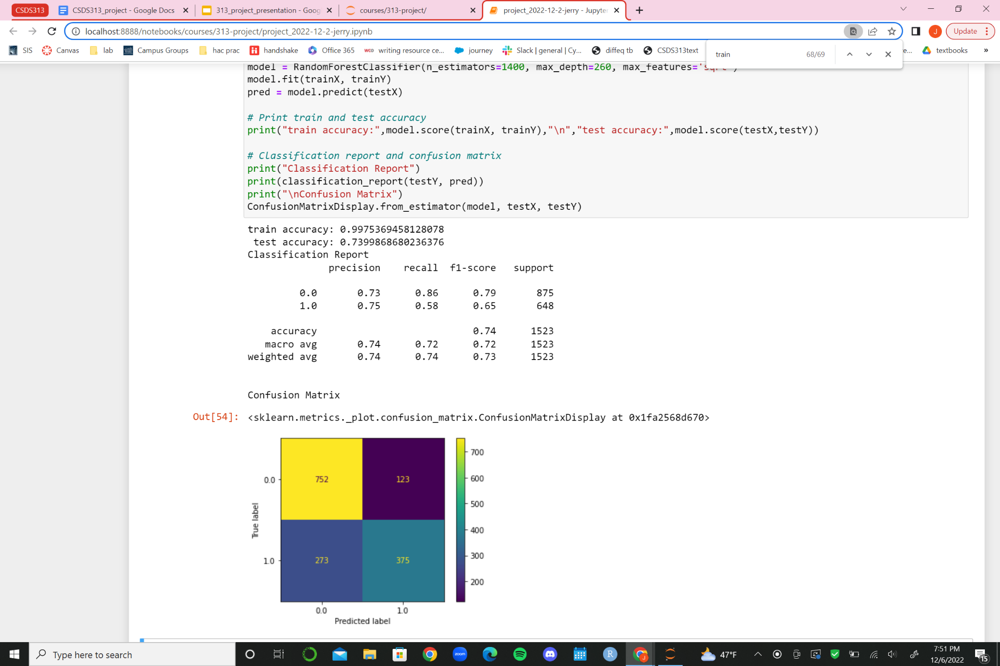 CSDS313 CSDS313_project - Google Docs 313_project_presentation - Goog courses/313-project/ project_2022-12-2-jerry - Jupyter
localhost:8888/notebooks/courses/313-project/project_2022-12-2-jerry.ipynb J Update
SIS Canvas lab Campus Groups hac prac handshake Office 365 wco writing resource ce... journey Slack | general | Cy... diffeq tb CSDS313text e... textbooks »
train 68/69
model = RandomForestClassifier(n_estimators=1400, max_depth=260, max_features='sqrt')
model.fit(trainX, trainY)
pred = model.predict(testX)
# Print train and test accuracy
print("train accuracy:",model.score(trainX, trainY),"\n","test accuracy:",model.score(testX,testY))
# Classification report and confusion matrix
print("Classification Report")
print(classification_report(testY, pred))
print("\nConfusion Matrix")
ConfusionMatrixDisplay.from_estimator(model, testX, testY)
train accuracy: 0.9975369458128078
test accuracy: 0.7399868680236376
Classification Report
precision recall f1-score support
0.0 0.73 0.86 0.79 875
1.0 0.75 0.58 0.65 648
accuracy 0.74 1523
macro avg 0.74 0.72 0.72 1523
weighted avg 0.74 0.74 0.73 1523
Confusion Matrix
Out[54]: <sklearn.metrics._plot.confusion_matrix.ConfusionMatrixDisplay at 0x1fa2568d670>
700
0.0 752 123 600
500
True label
400
1.0 273 375 300
200
0.0 1.0
Predicted label
Type here to search zoom R J 47°F 7:51 PM
12/6/2022 15